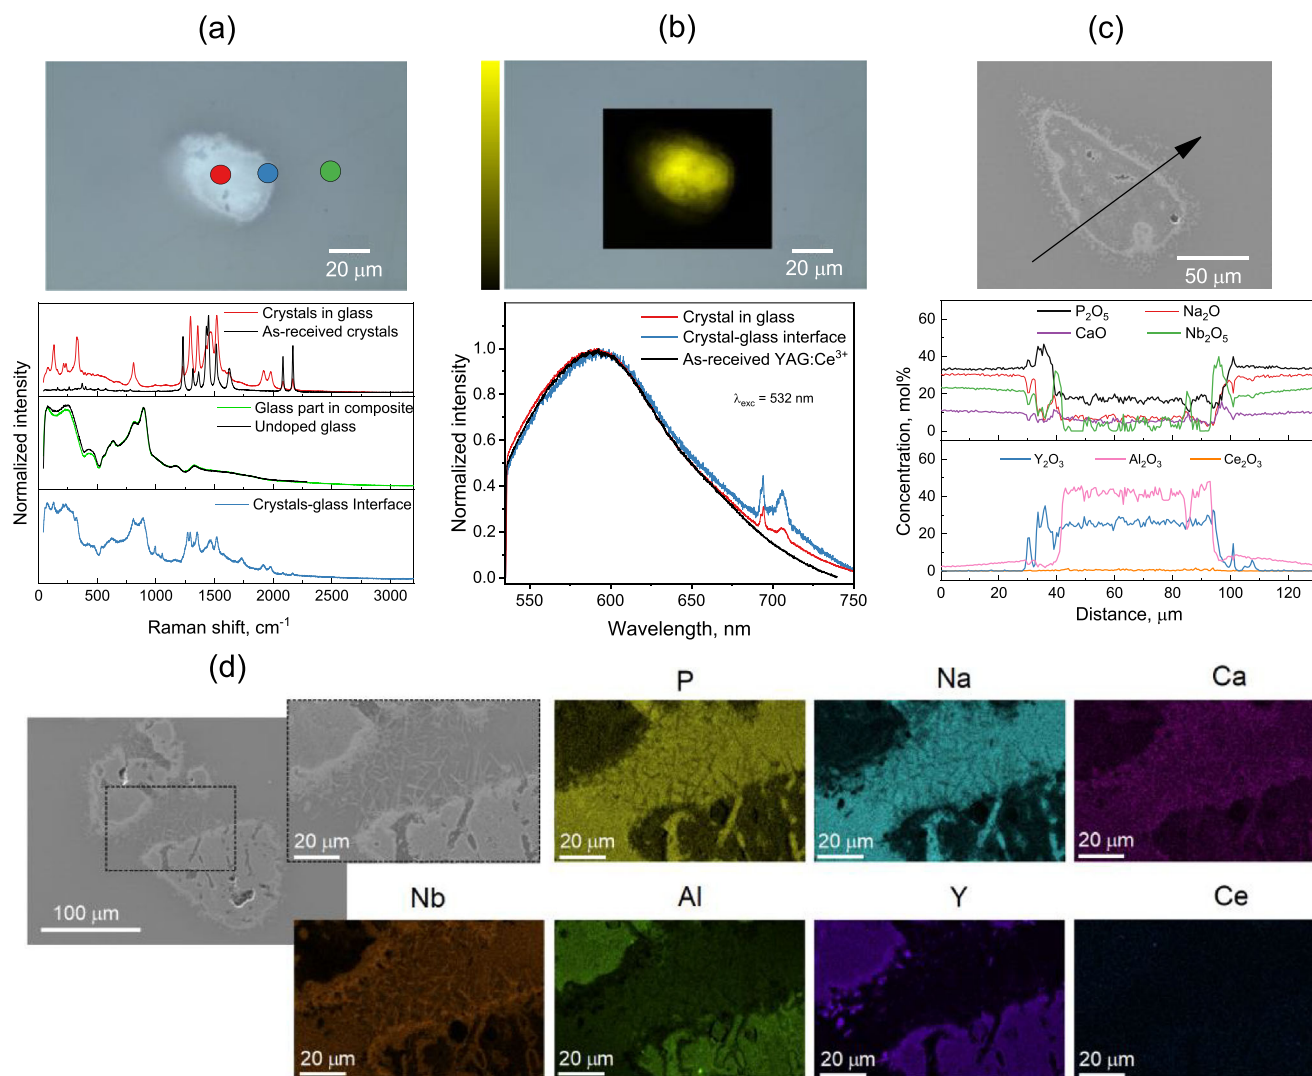 (a)
(b)
(c)
20 μm
20 μm
50 μm
Crystals in glass
As-received crystals
Glass part in composite
Undoped glass
Crystals-glass Interface
0 500 1000 1500 2000 2500 3000
Raman shift, cm⁻¹
Normalized intensity
Crystal in glass
Crystal-glass interface
As-received YAG:Ce³⁺
λexc = 532 nm
1.0
0.8
0.6
0.4
0.2
0.0
550 600 650 700 750
Wavelength, nm
Normalized intensity
P₂O₅ Na₂O
CaO Nb₂O₅
60
40
20
0
Y₂O₃ Al₂O₃ Ce₂O₃
60
40
20
0
0 20 40 60 80 100 120
Distance, μm
Concentration, mol%
(d)
100 μm
20 μm
P
20 μm
Na
20 μm
Ca
20 μm
Nb
20 μm
Al
20 μm
Y
20 μm
Ce
20 μm